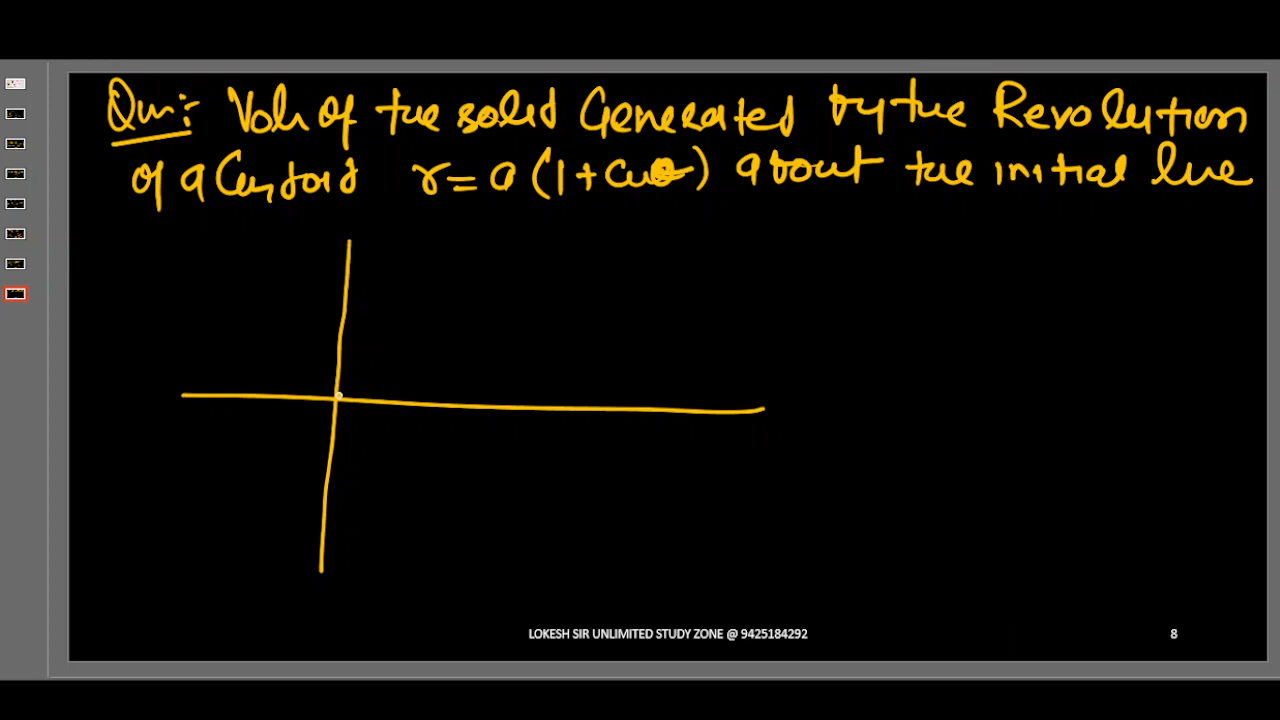 Qus: Vol. of the solid Generated by the Revolution
of a Cardioid r = a (1 + cosθ) about the initial line
LOKESH SIR UNLIMITED STUDY ZONE @ 9425184292
8